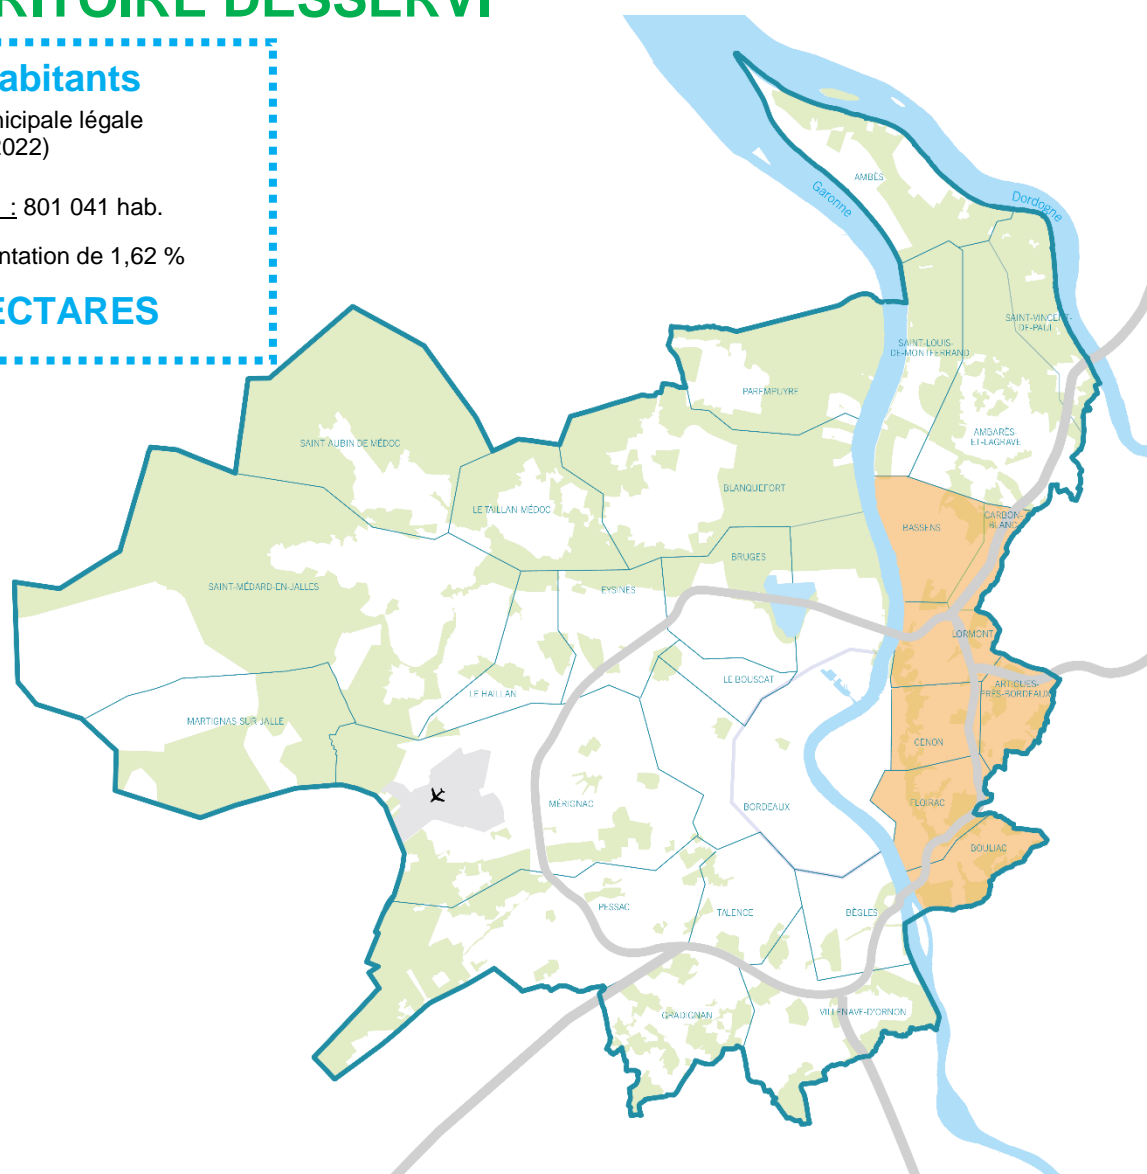 RITOIRE DESSERVI
abitants
nicipale légale
2022)
: 801 041 hab.
ntation de 1,62 %
ECTARES
Garonne
Dordogne
AMBÈS
SAINT-VINCENT-
DE-PAUL
SAINT-LOUIS-
DE-MONTFERRAND
PAREMPUYRE
AMBARÈS-
ET-LAGRAVE
SAINT AUBIN DE MÉDOC
BLANQUEFORT
LE TAILLAN MÉDOC
CARBON-
BLANC
BASSENS
BRUGES
SAINT-MÉDARD-EN-JALLES
EYSINES
LORMONT
LE BOUSCAT
ARTIGUES-
PRÈS-BORDEAUX
LE HAILLAN
MARTIGNAS SUR JALLE
CENON
MÉRIGNAC
BORDEAUX
FLOIRAC
BOULIAC
PESSAC
TALENCE
BÈGLES
GRADIGNAN
VILLENAVE-D'ORNON